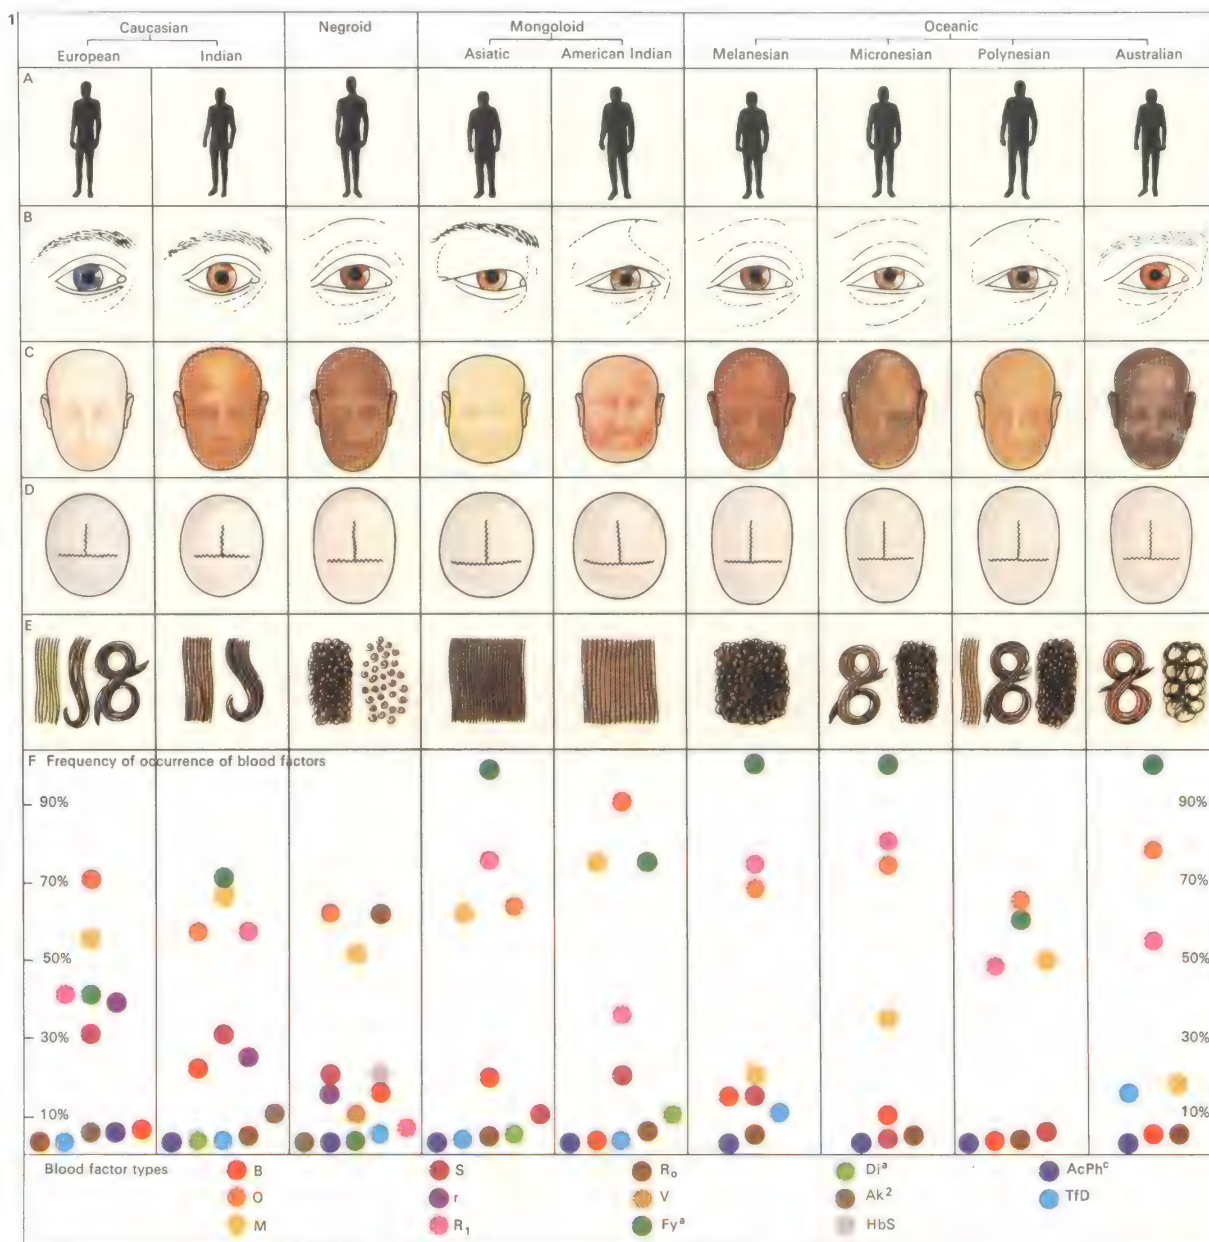 1
Caucasian Negroid Mongoloid Oceanic
European Indian Asiatic American Indian Melanesian Micronesian Polynesian Australian
A
B
C
D
E
F Frequency of occurrence of blood factors
90% 90%
70% 70%
50% 50%
30% 30%
10% 10%
Blood factor types B S Rₒ Diᵃ AcPhᶜ
O r V Ak² TfD
M R₁ Fyᵃ HbS